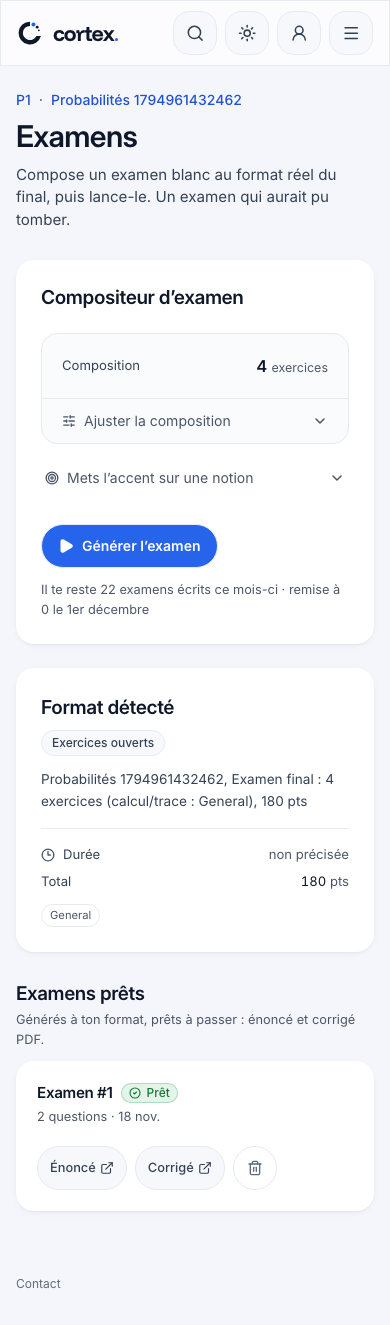 cortex.
P1 · Probabilités 1794961432462
Examens
Compose un examen blanc au format réel du
final, puis lance-le. Un examen qui aurait pu
tomber.
Compositeur d’examen
Composition 4 exercices
Ajuster la composition
Mets l’accent sur une notion
Générer l’examen
Il te reste 22 examens écrits ce mois-ci · remise à
0 le 1er décembre
Format détecté
Exercices ouverts
Probabilités 1794961432462, Examen final : 4
exercices (calcul/trace : General), 180 pts
Durée non précisée
Total 180 pts
General
Examens prêts
Générés à ton format, prêts à passer : énoncé et corrigé
PDF.
Examen #1 Prêt
2 questions · 18 nov.
Énoncé Corrigé
Contact